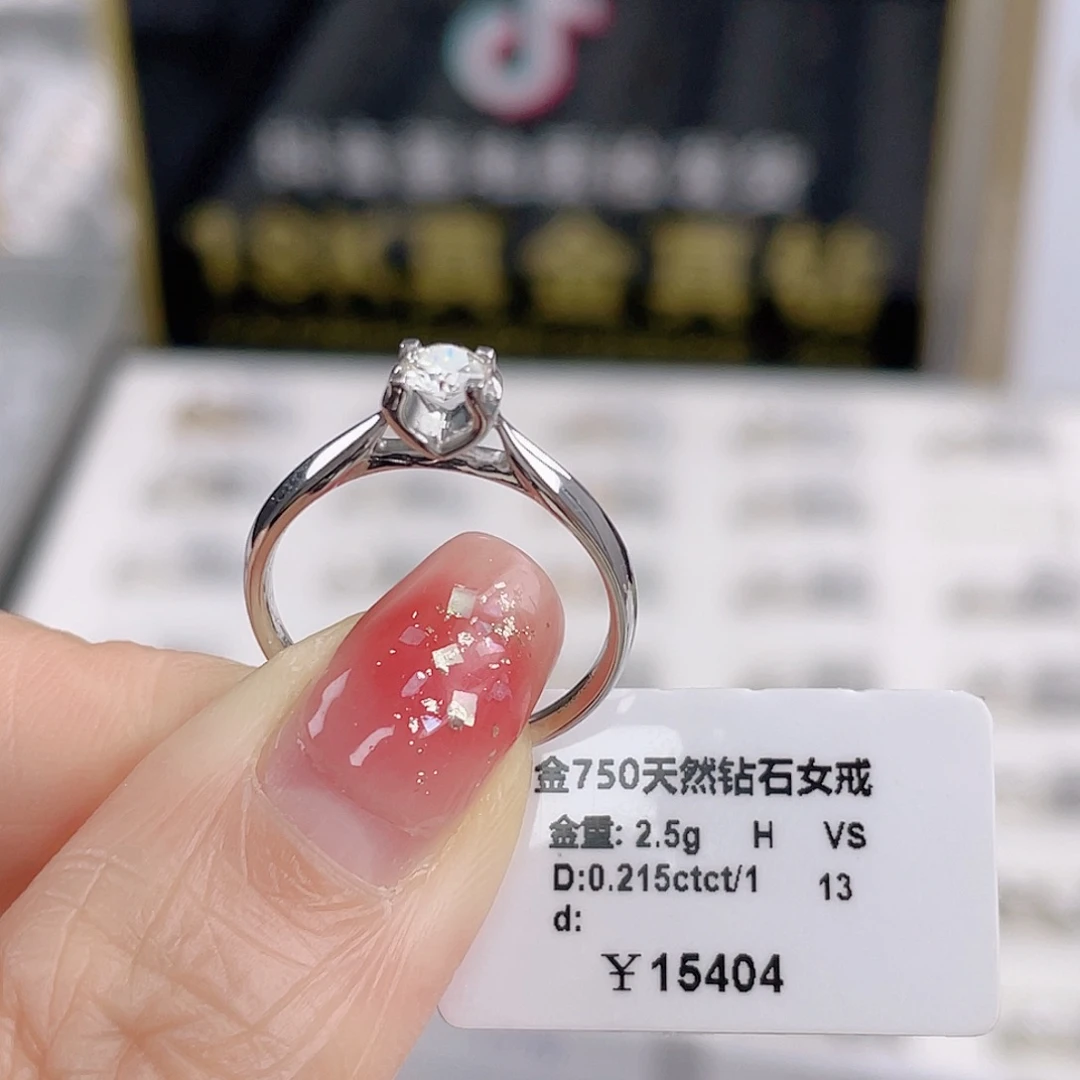 金750天然钻石女戒
金重: 2.5g H VS
D:0.215ctct/1 13
d:
￥15404